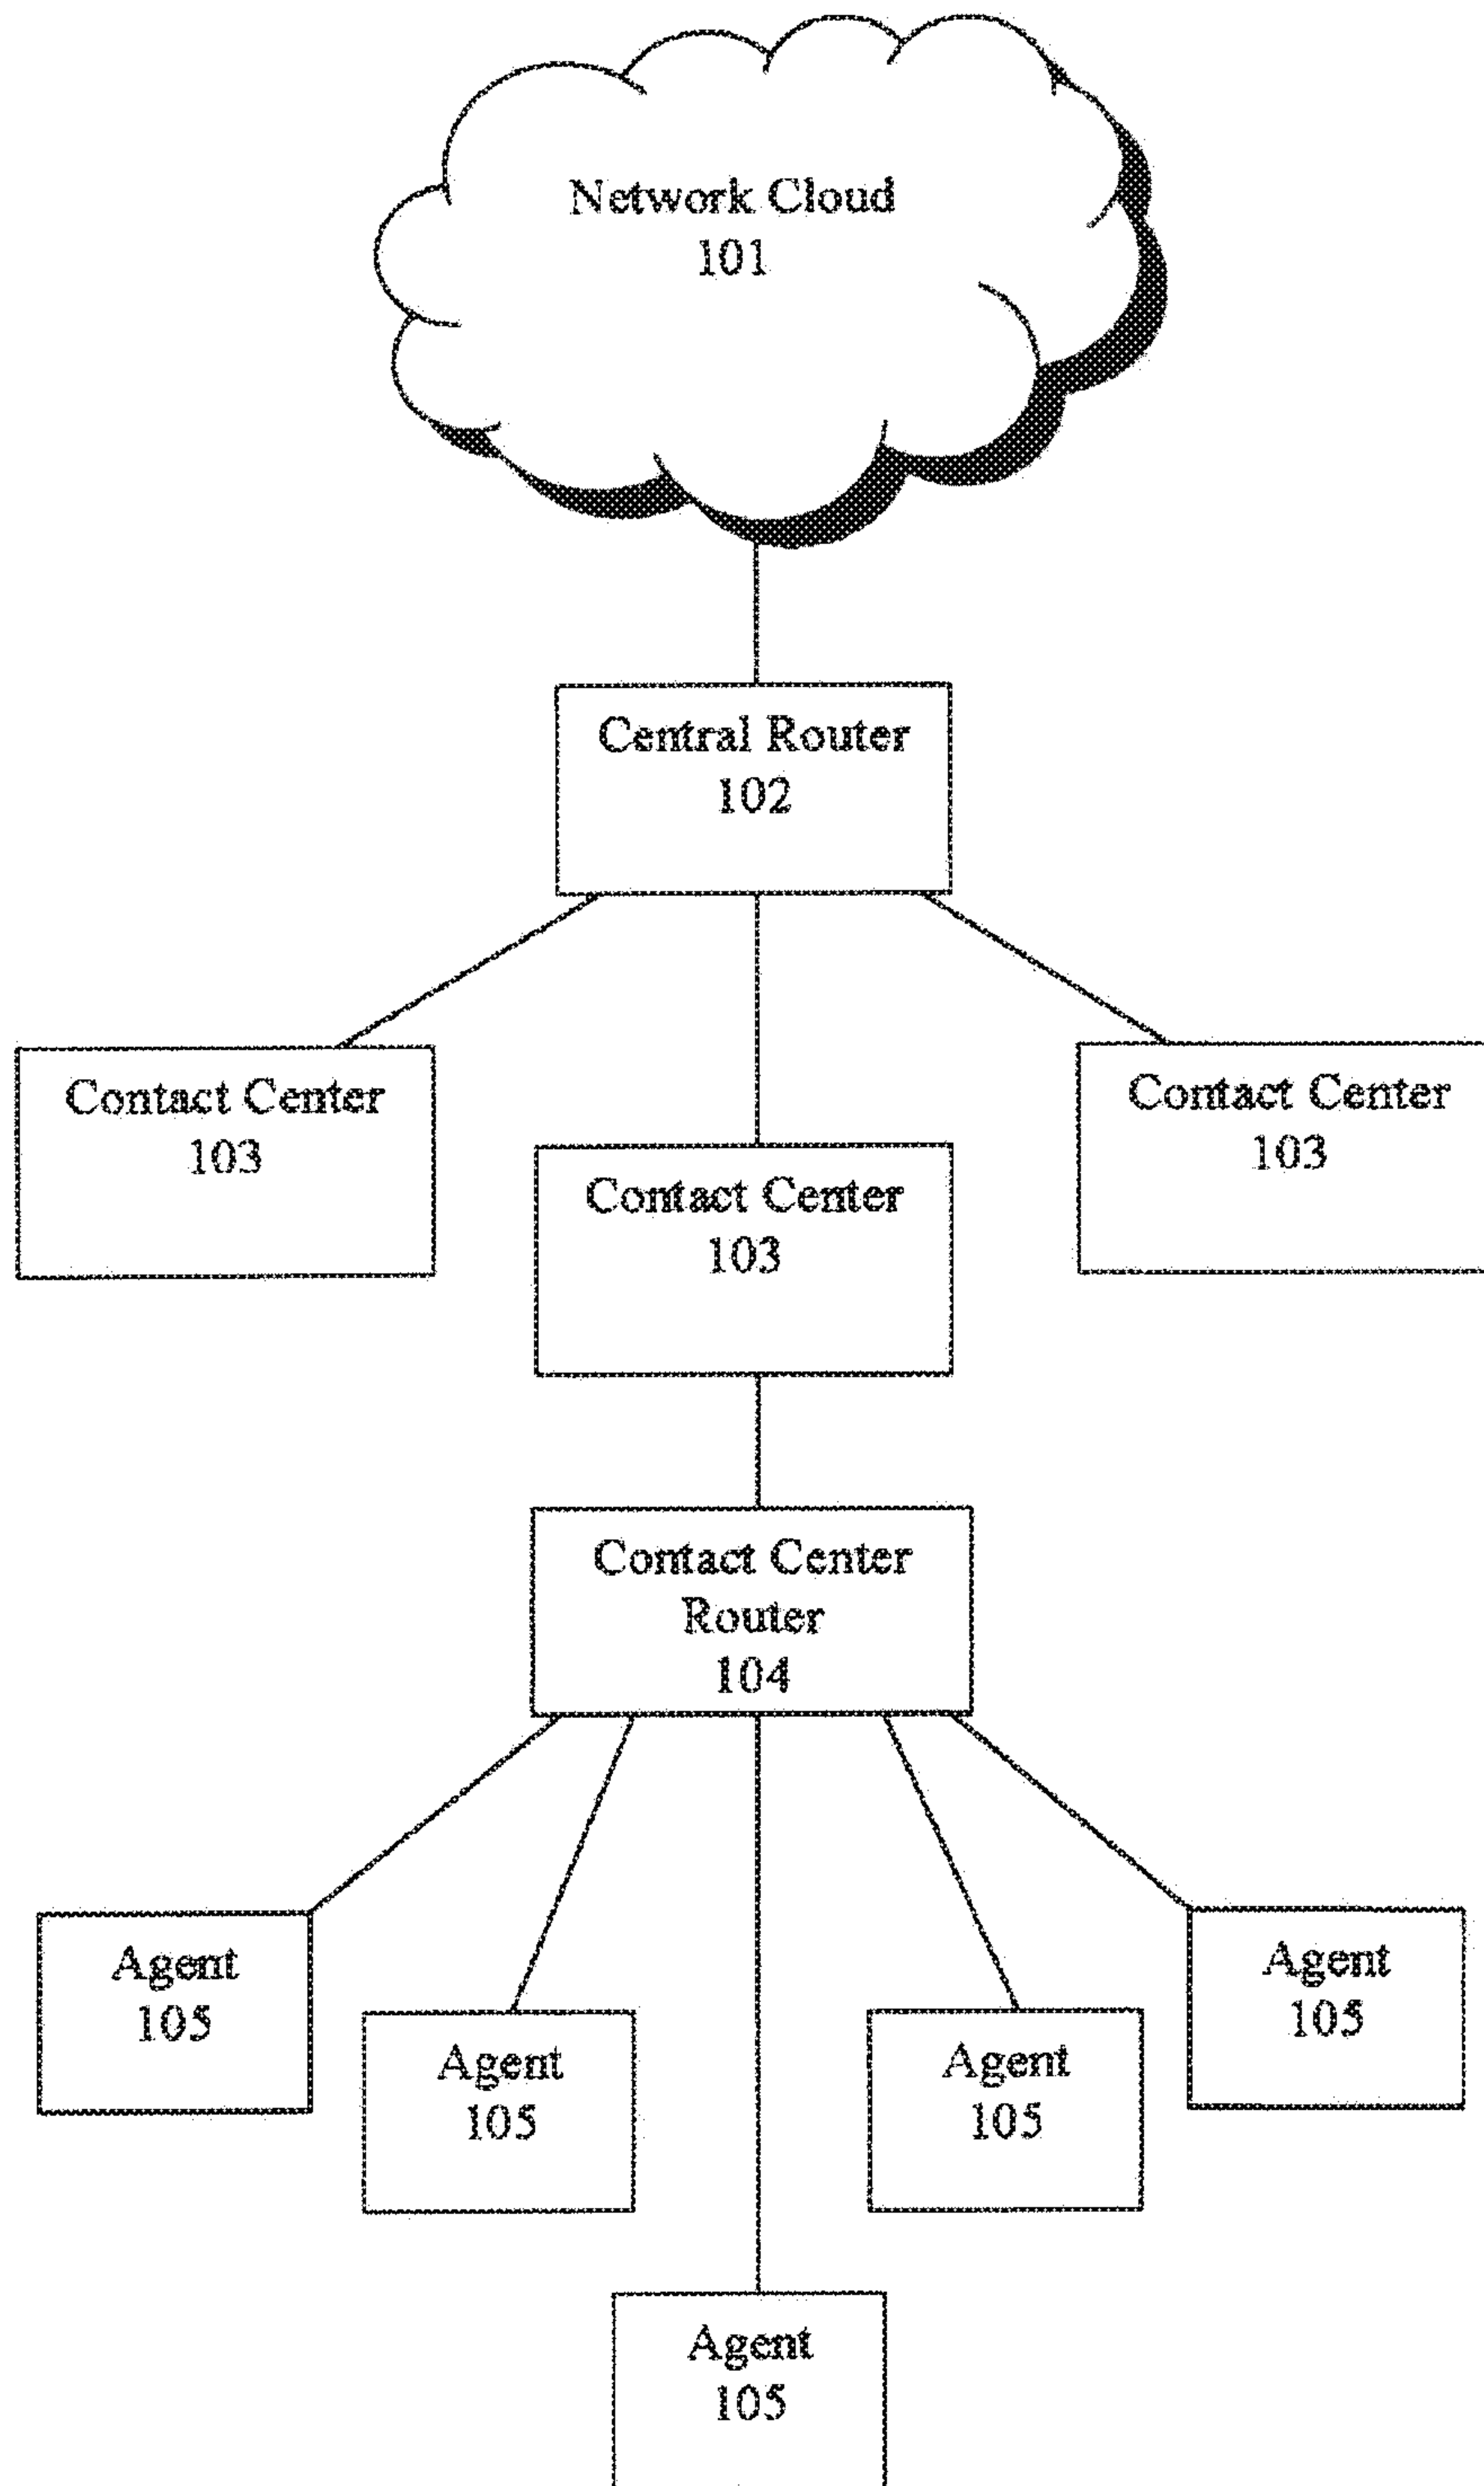 Network Cloud
101
Central Router
102
Contact Center
103
Contact Center
103
Contact Center
103
Contact Center
Router
104
Agent
105
Agent
105
Agent
105
Agent
105
Agent
105